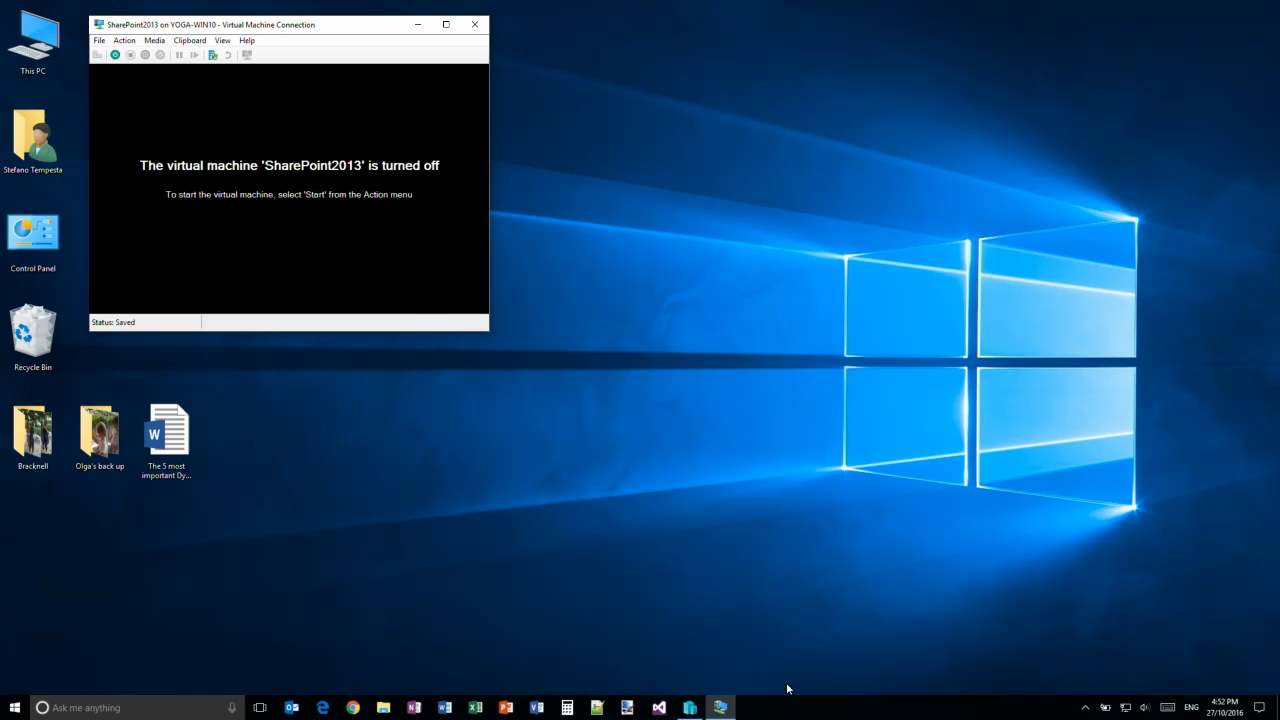 SharePoint2013 on YOGA-WIN10 - Virtual Machine Connection
File Action Media Clipboard View Help
The virtual machine 'SharePoint2013' is turned off
To start the virtual machine, select 'Start' from the Action menu
Status: Saved
This PC
Stefano Tempesta
Control Panel
Recycle Bin
Bracknell
Olga's back up
The 5 most
important Dy...
Ask me anything
ENG
4:52 PM
27/10/2016